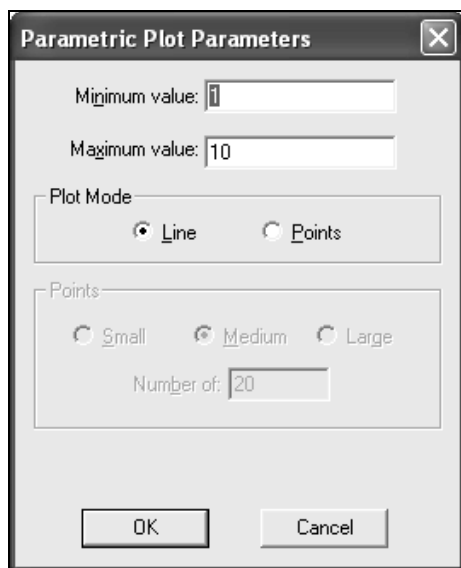 Parametric Plot Parameters
Minimum value: 1
Maximum value: 10
Plot Mode
Line Points
Points
Small Medium Large
Number of: 20
OK Cancel